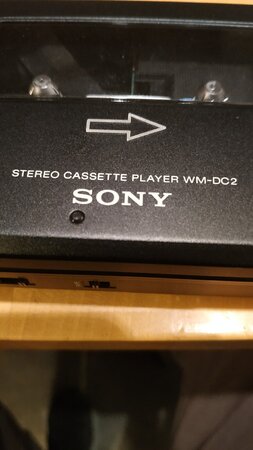 STEREO CASSETTE PLAYER WM-DC2
SONY